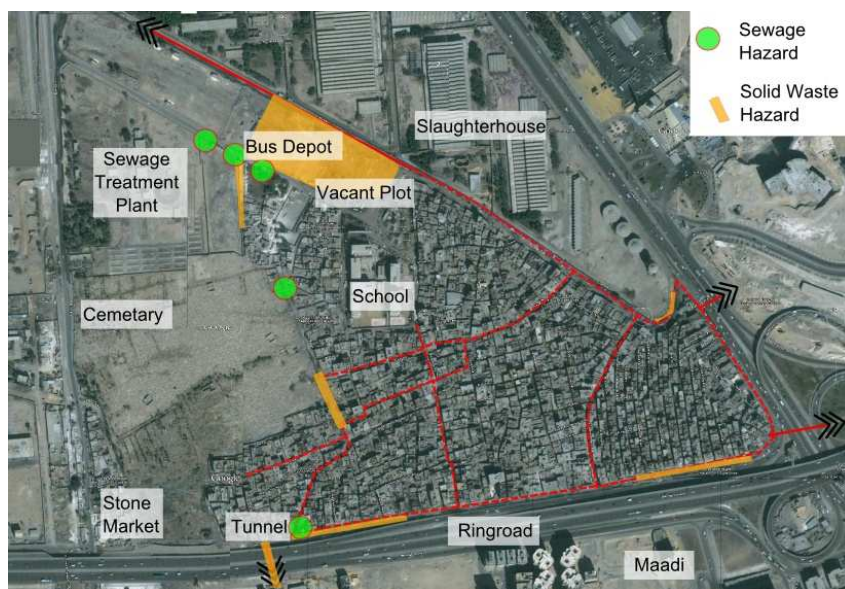 Sewage
Hazard
Solid Waste
Hazard
Slaughterhouse
Bus Depot
Sewage
Treatment
Plant
Vacant Plot
School
Cemetary
Stone
Market
Tunnel
Ringroad
Maadi
Google